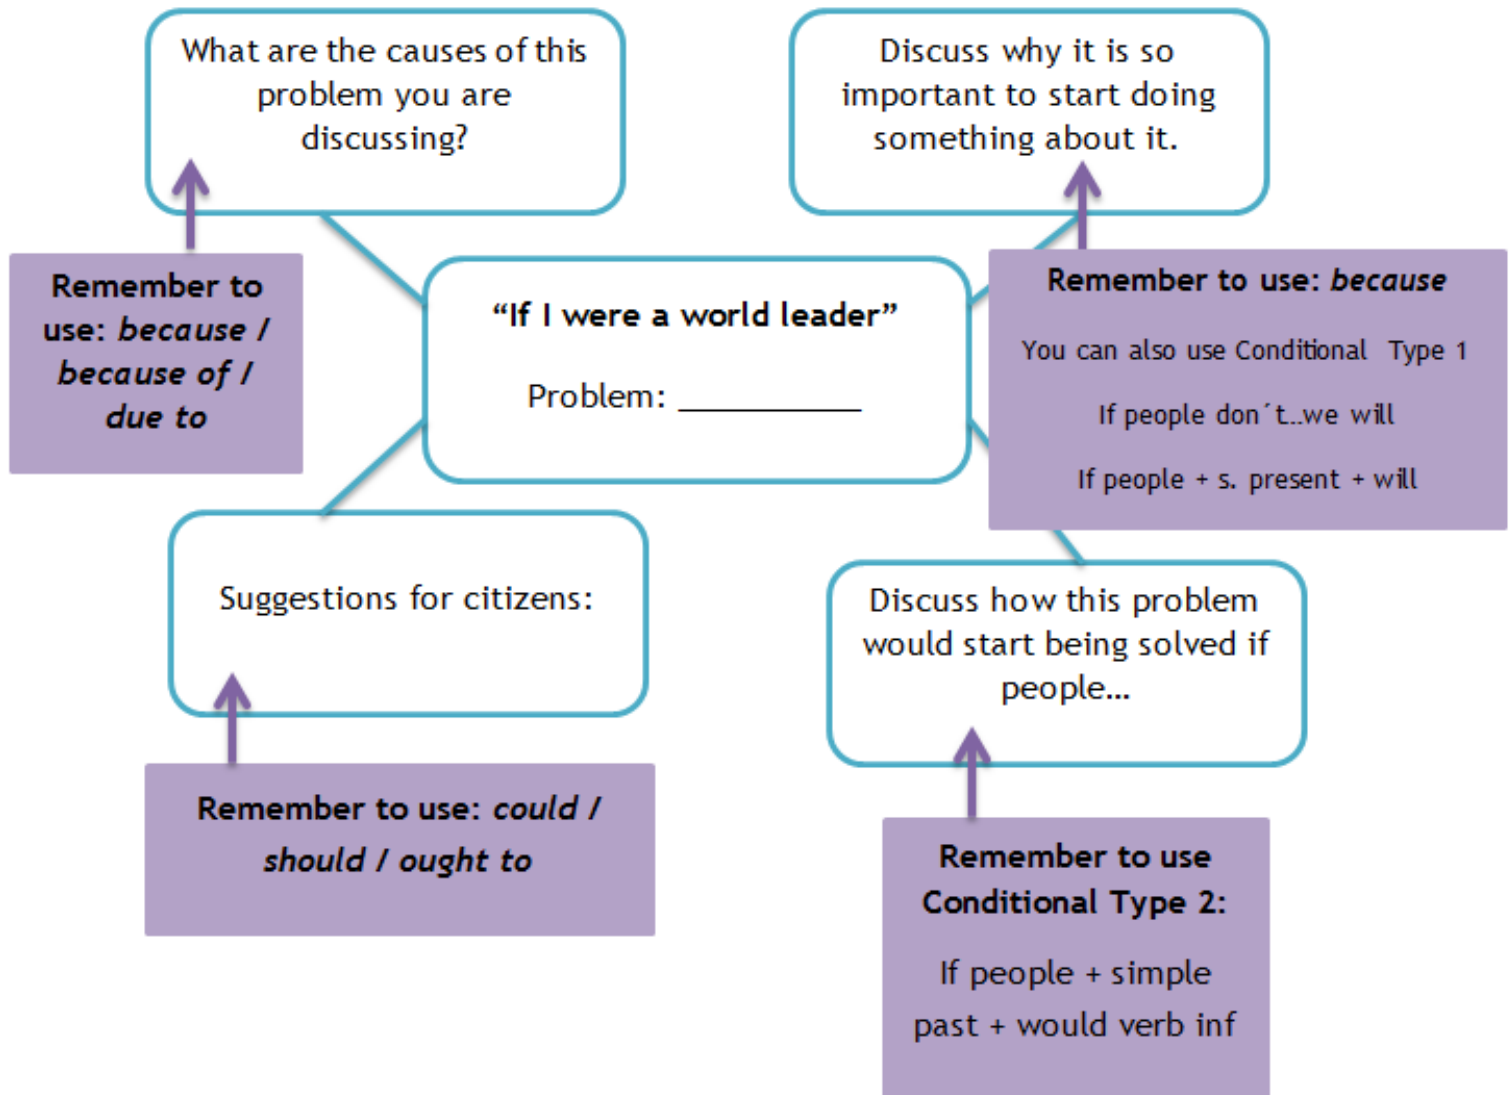 What are the causes of this
problem you are
discussing?
Discuss why it is so
important to start doing
something about it.
Remember to
use: because /
because of /
due to
“If I were a world leader”
Problem: __________
Remember to use: because
You can also use Conditional Type 1
If people don´t…we will
If people + s. present + will
Suggestions for citizens:
Discuss how this problem
would start being solved if
people…
Remember to use: could /
should / ought to
Remember to use
Conditional Type 2:
If people + simple
past + would verb inf